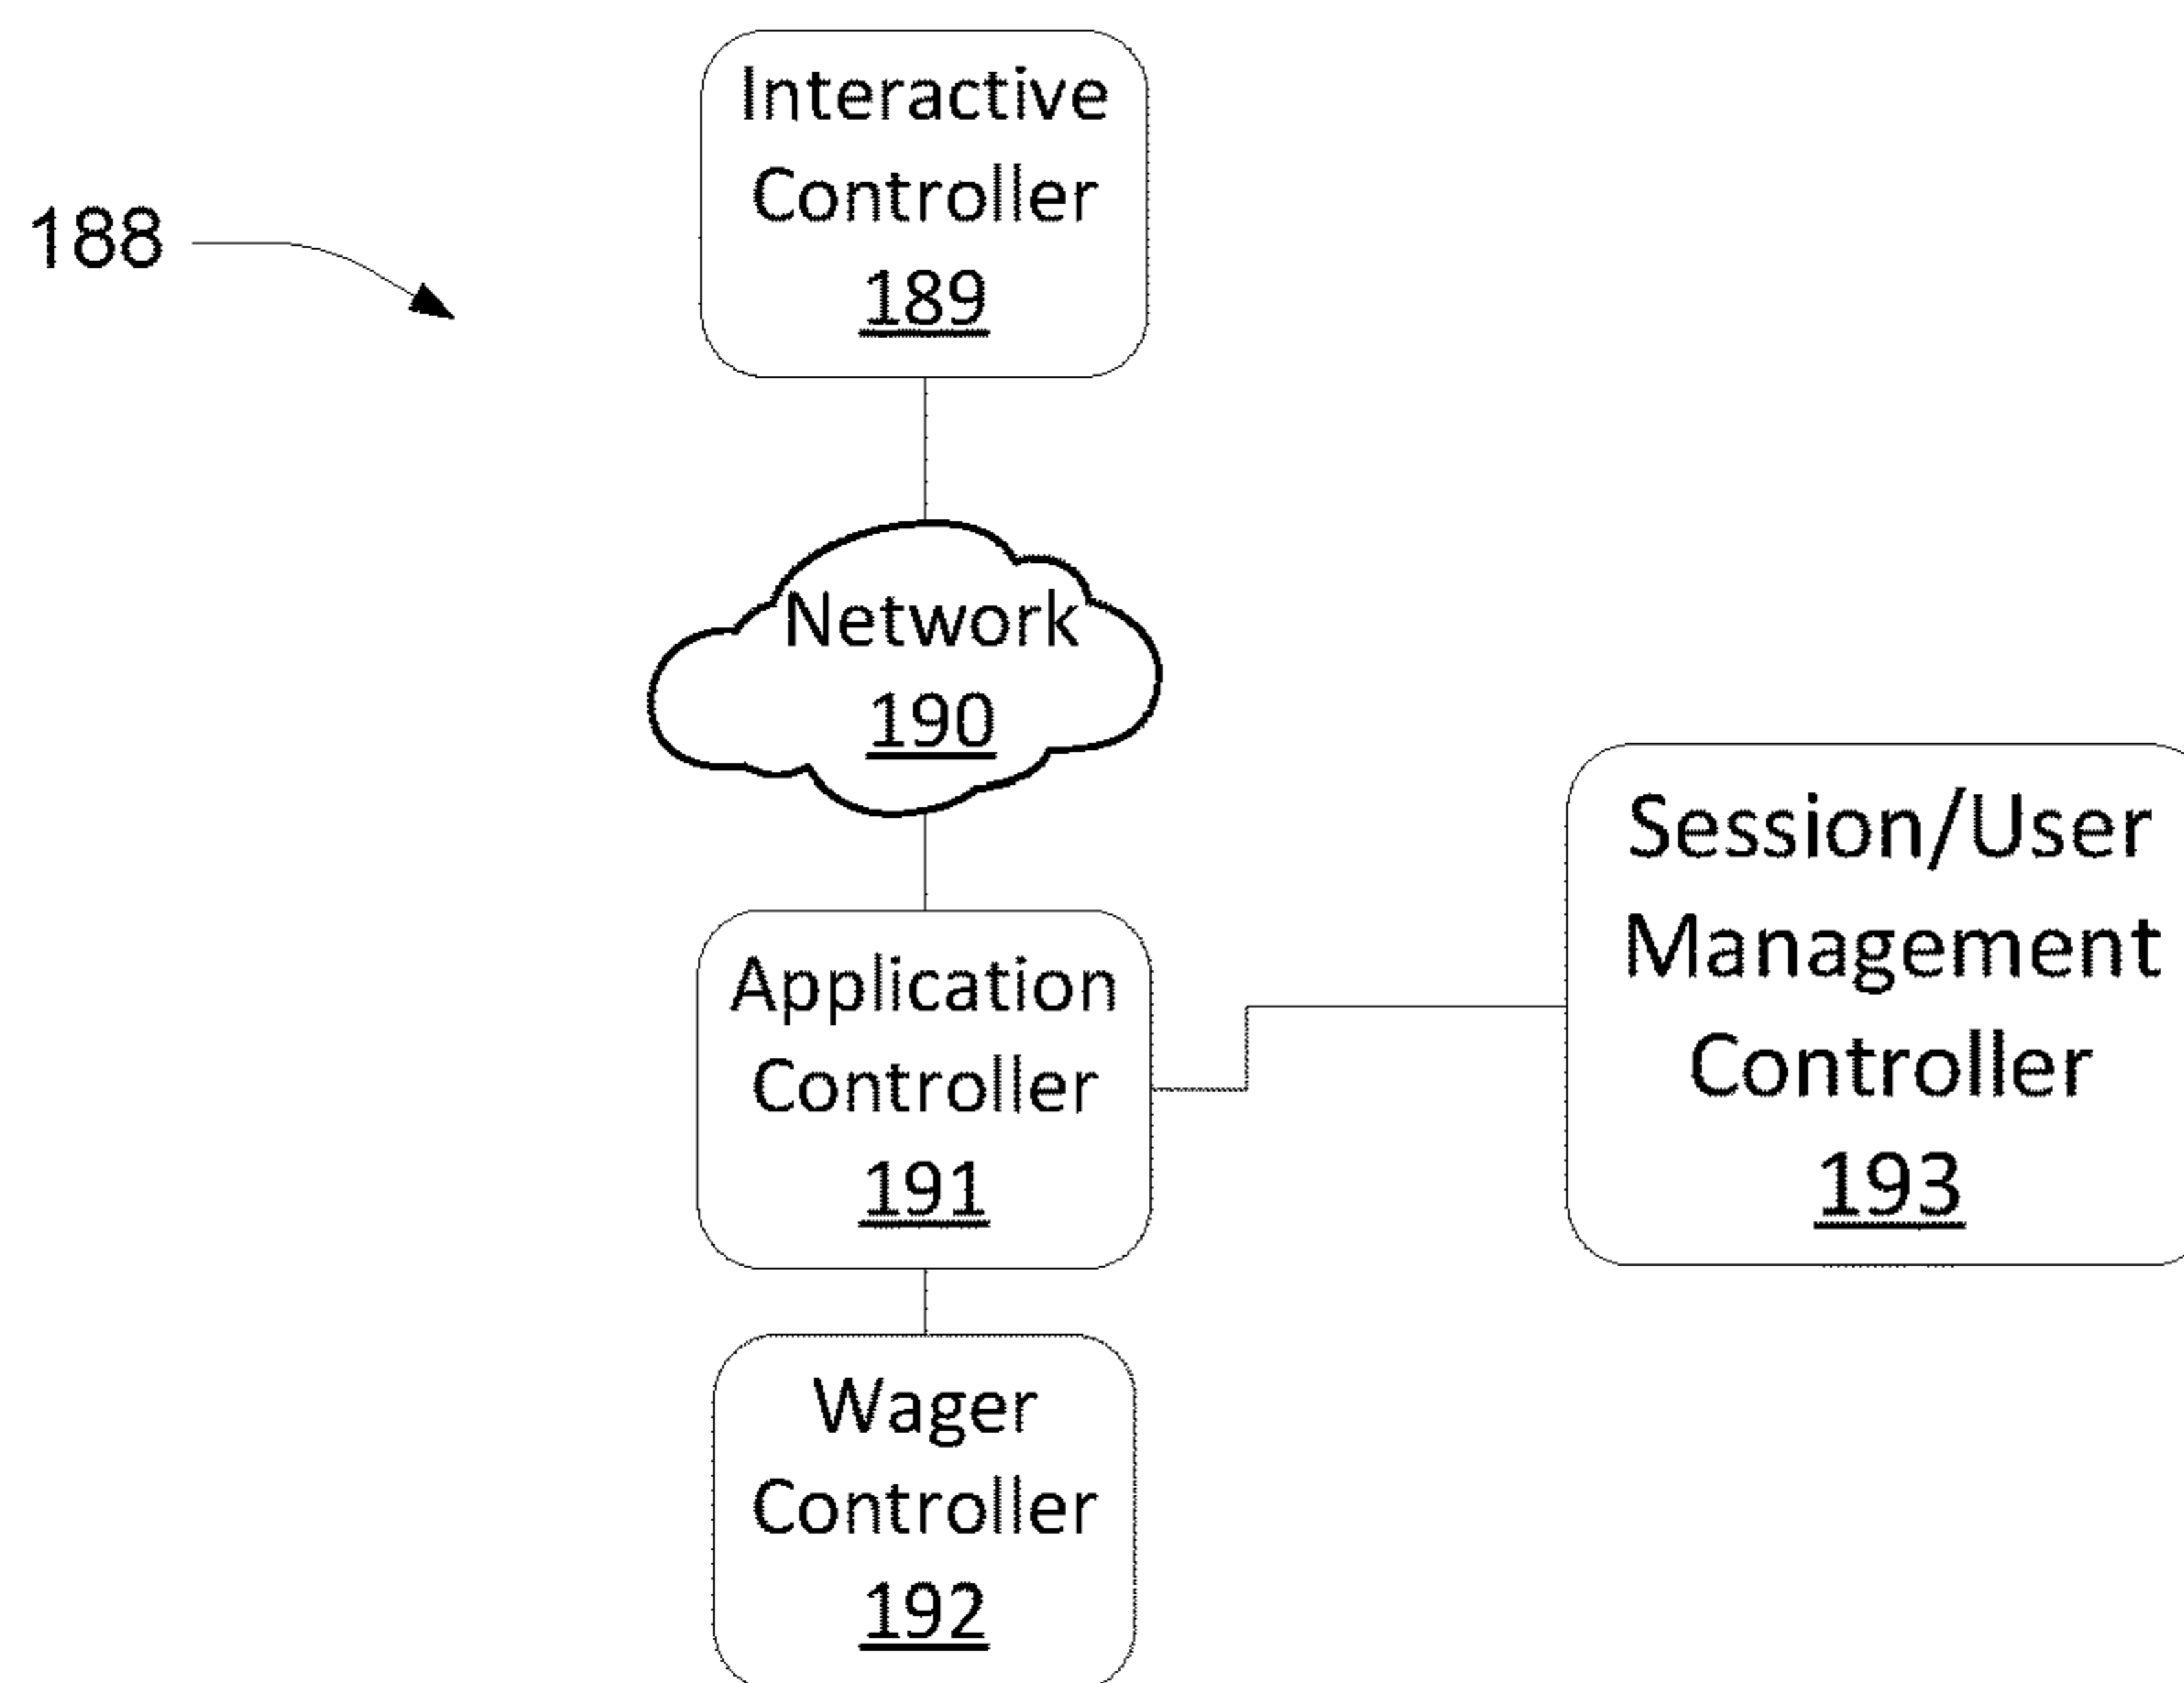 188
Interactive
Controller
189
Network
190
Application
Controller
191
Session/User
Management
Controller
193
Wager
Controller
192